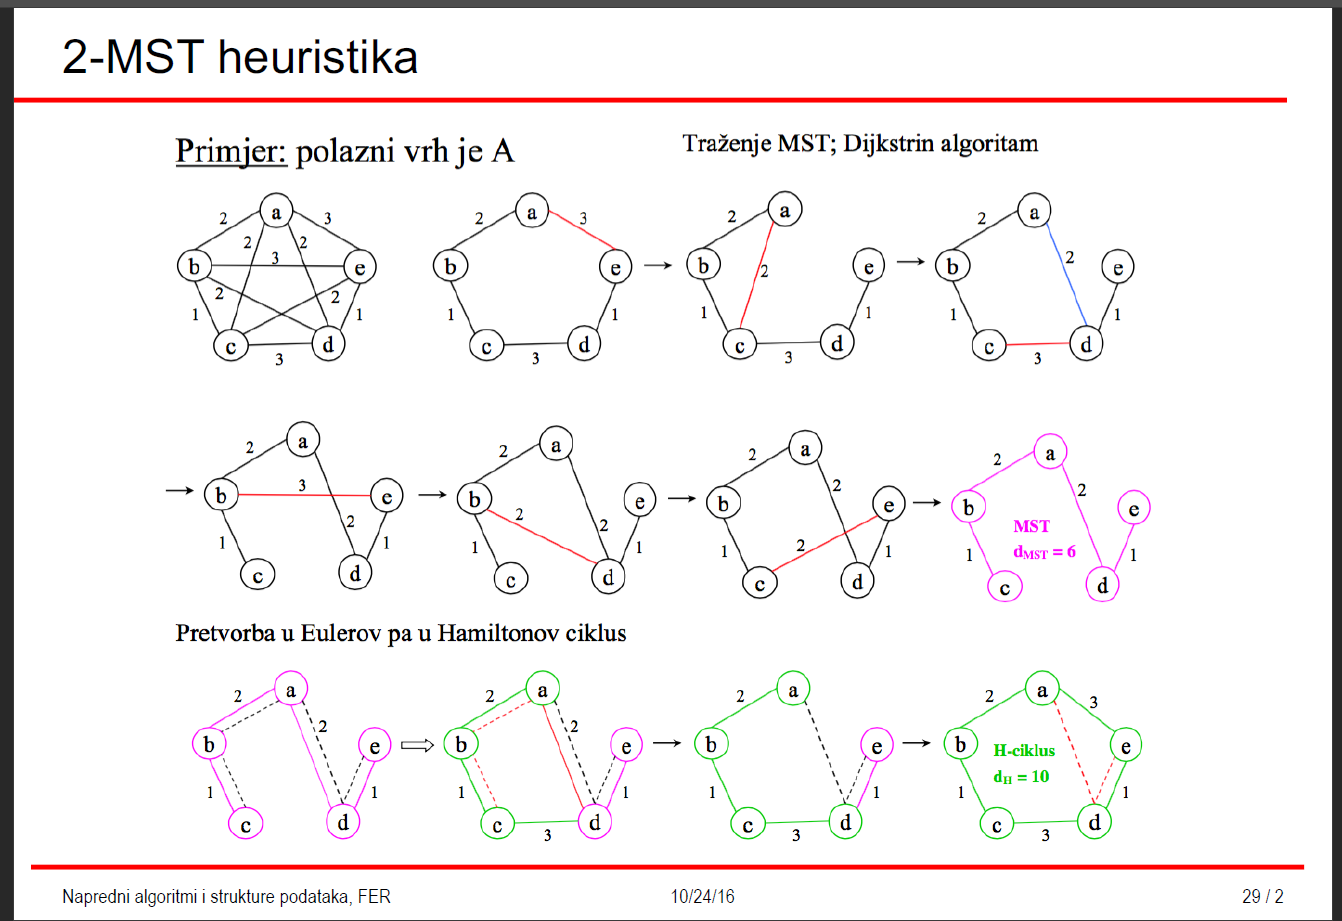 2-MST heuristika
Primjer: polazni vrh je A
Traženje MST; Dijkstrin algoritam
a 2 3 b 2 2 3 e 2 2 1 1 c d 3
a 2 3 b e 1 1 c d 3
a 2 b 2 e 1 1 c d 3
a 2 2 b e 1 1 c d 3
a 2 b 3 e 2 1 1 c d
a 2 b 2 e 2 1 1 c d
a 2 2 b e 2 1 1 c d
a 2 2 b e 1 1 c d
MST
dMST = 6
Pretvorba u Eulerov pa u Hamiltonov ciklus
a 2 2 b e 1 1 c d
a 2 2 b e 1 1 c d 3
a 2 b e 1 1 c d 3
a 2 3 b e 1 1 c d 3
H-ciklus
dH = 10
Napredni algoritmi i strukture podataka, FER
10/24/16
29 / 2